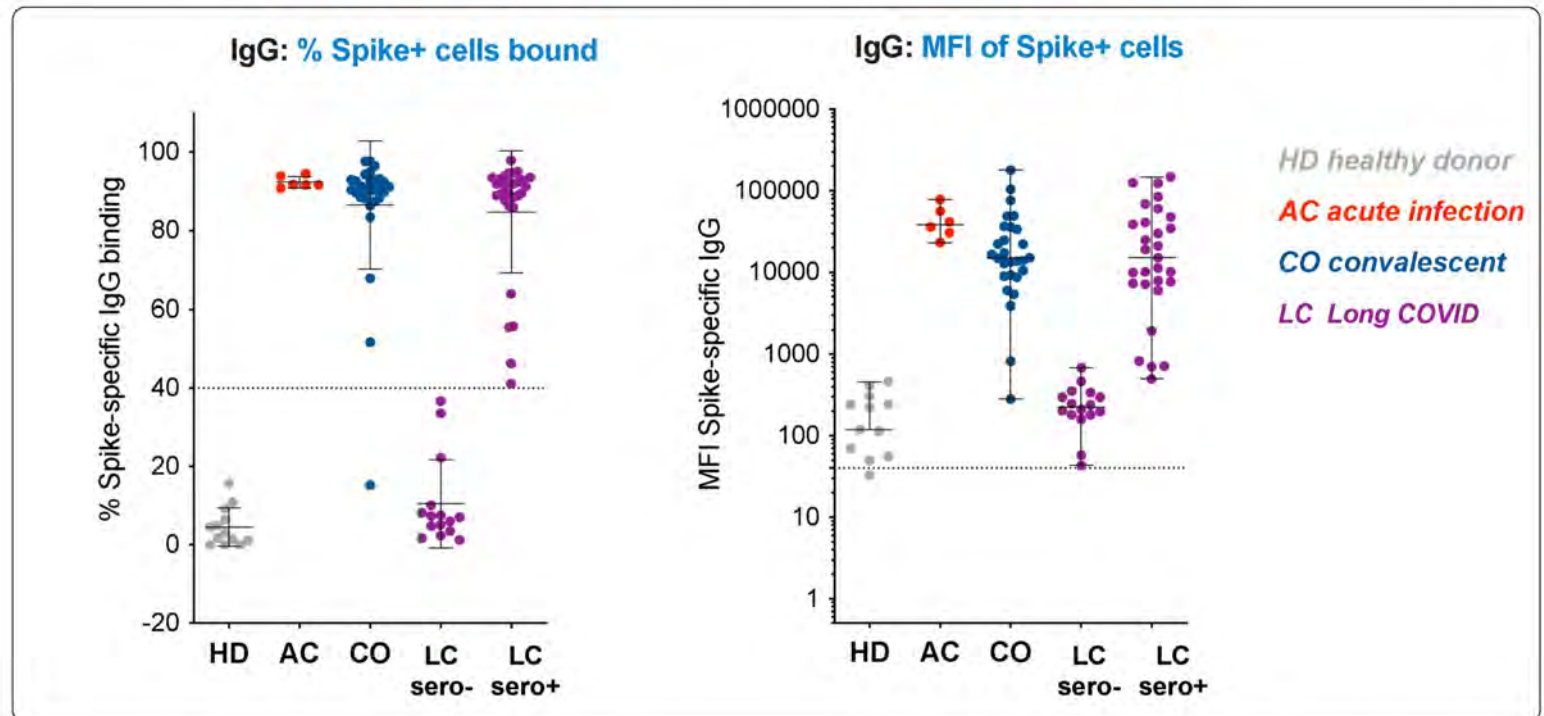 IgG: % Spike+ cells bound
% Spike-specific IgG binding
100
80
60
40
20
0
-20
HD AC CO LC sero- LC sero+
IgG: MFI of Spike+ cells
MFI Spike-specific IgG
1000000
1000000
10000
1000
100
10
1
HD AC CO LC sero- LC sero+
HD healthy donor
AC acute infection
CO convalescent
LC Long COVID